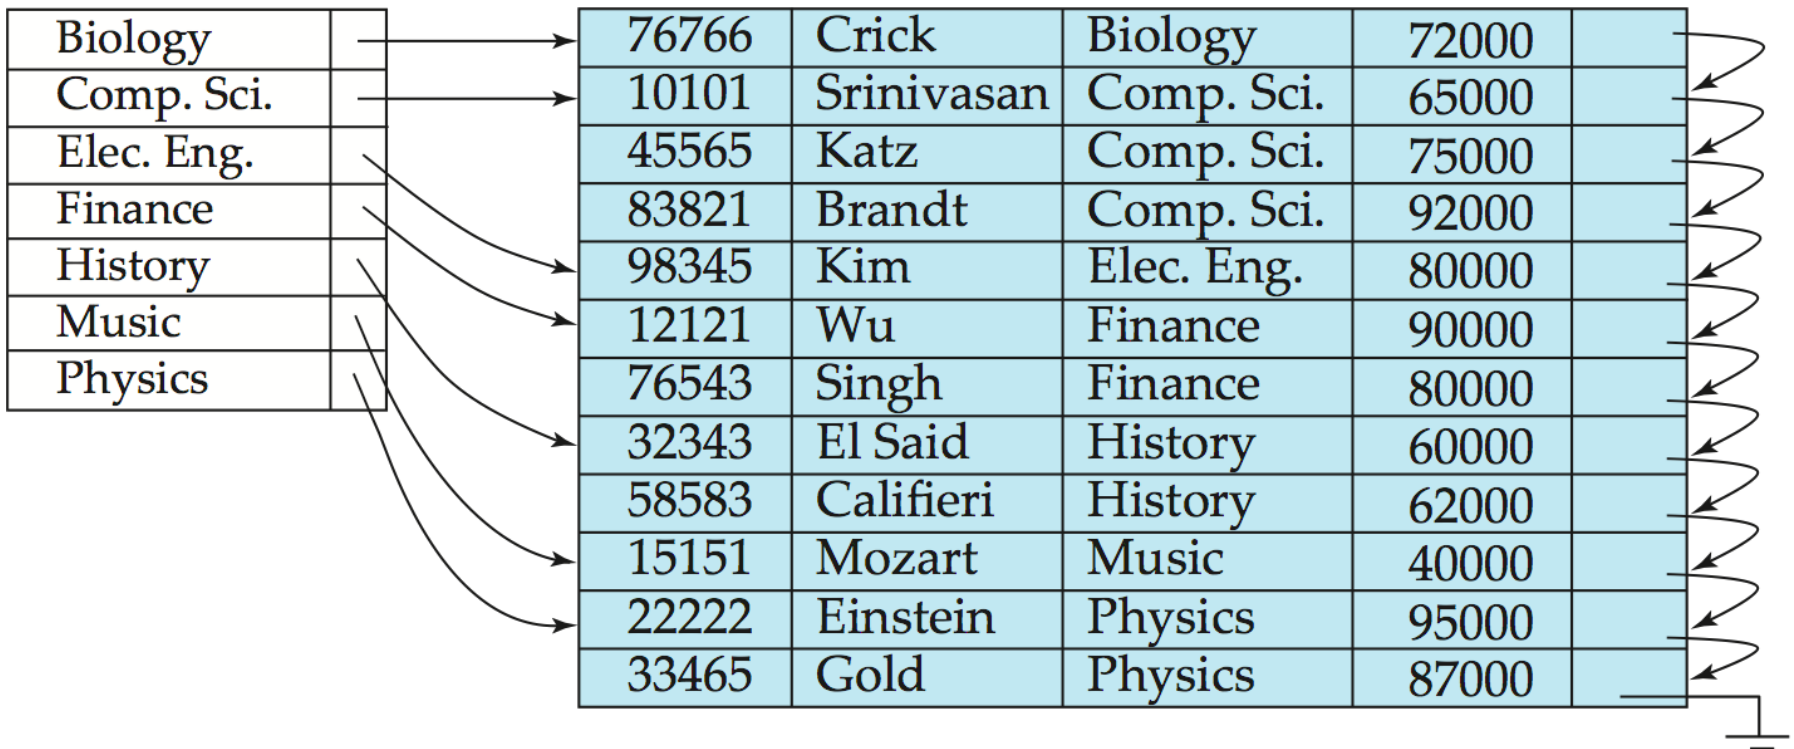 Biology
Comp. Sci.
Elec. Eng.
Finance
History
Music
Physics
76766 Crick Biology 72000
10101 Srinivasan Comp. Sci. 65000
45565 Katz Comp. Sci. 75000
83821 Brandt Comp. Sci. 92000
98345 Kim Elec. Eng. 80000
12121 Wu Finance 90000
76543 Singh Finance 80000
32343 El Said History 60000
58583 Califieri History 62000
15151 Mozart Music 40000
22222 Einstein Physics 95000
33465 Gold Physics 87000